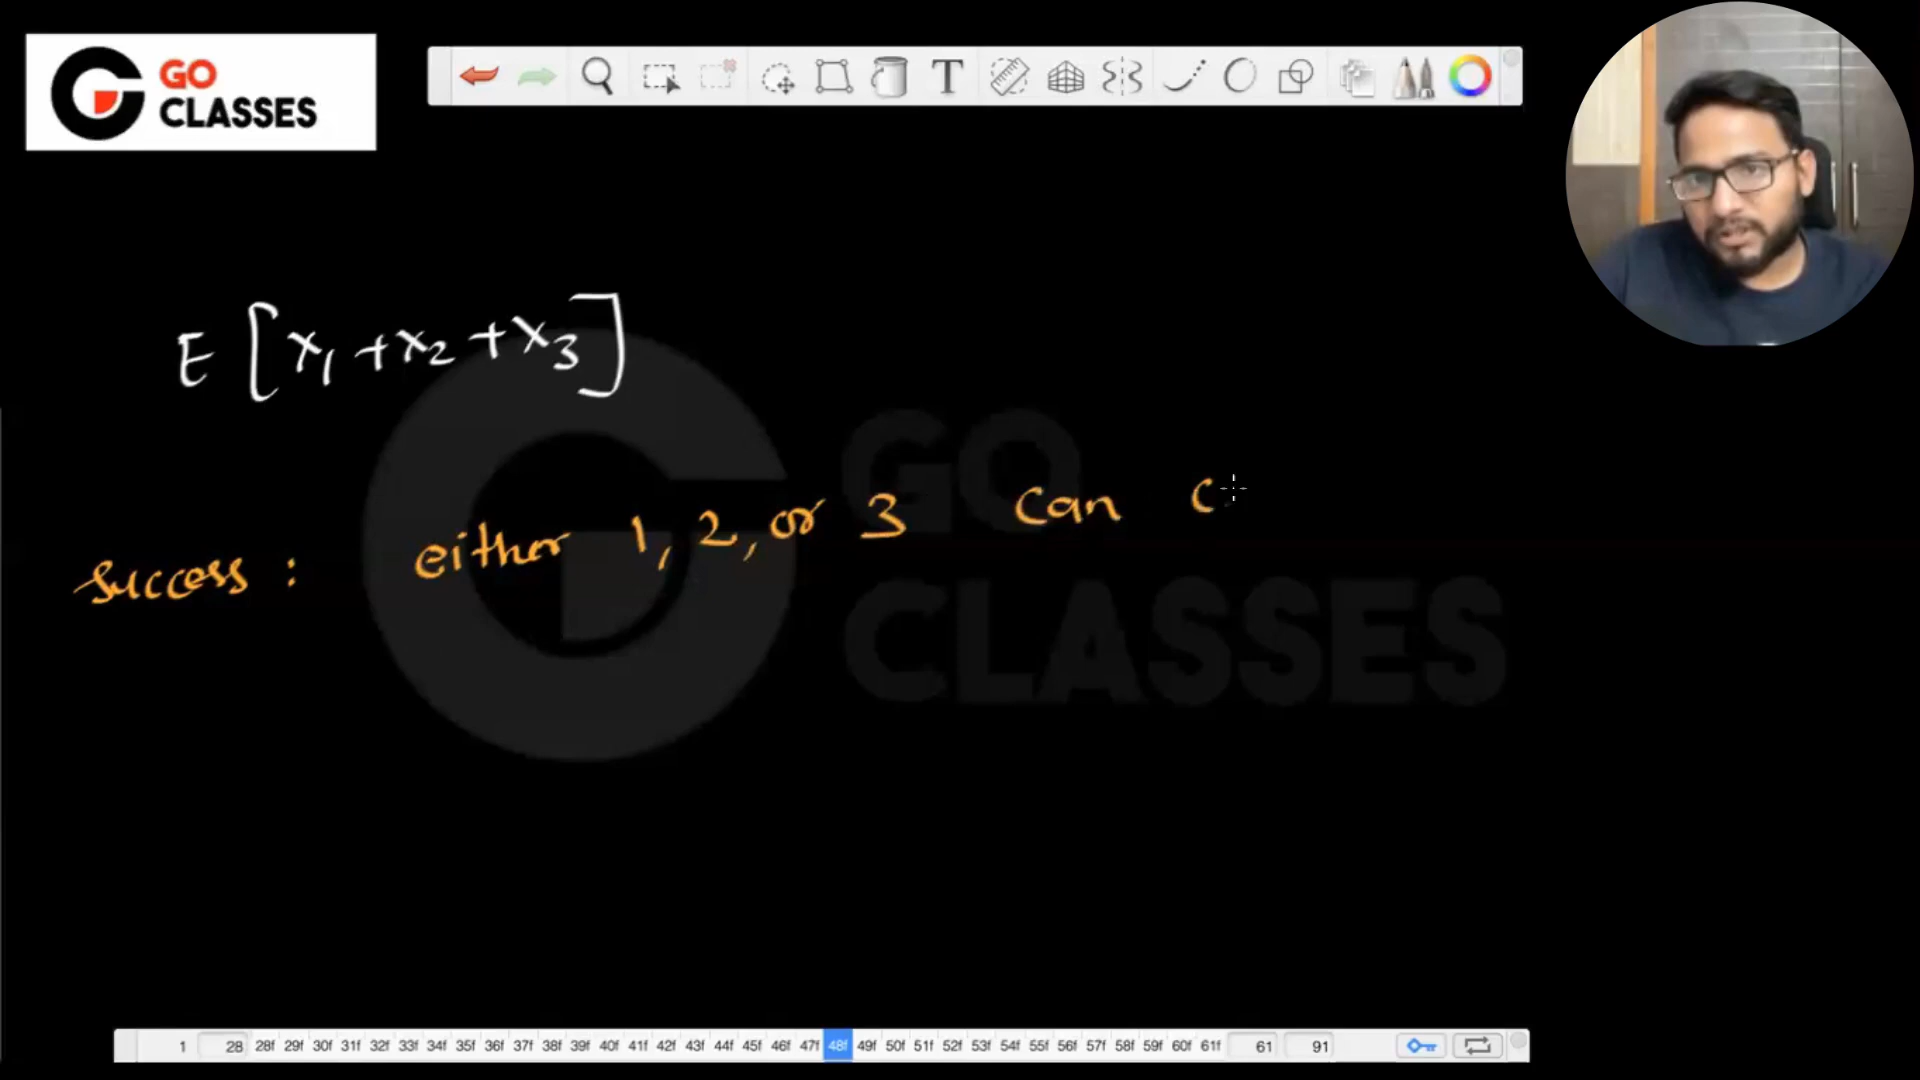 GO
CLASSES
T
E [x₁ + x₂ + x₃]
GO
CLASSES
success : either 1, 2, or 3 can c
1 28 28f 29f 30f 31f 32f 33f 34f 35f 36f 37f 38f 39f 40f 41f 42f 43f 44f 45f 46f 47f 48f 49f 50f 51f 52f 53f 54f 55f 56f 57f 58f 59f 60f 61f 61 91